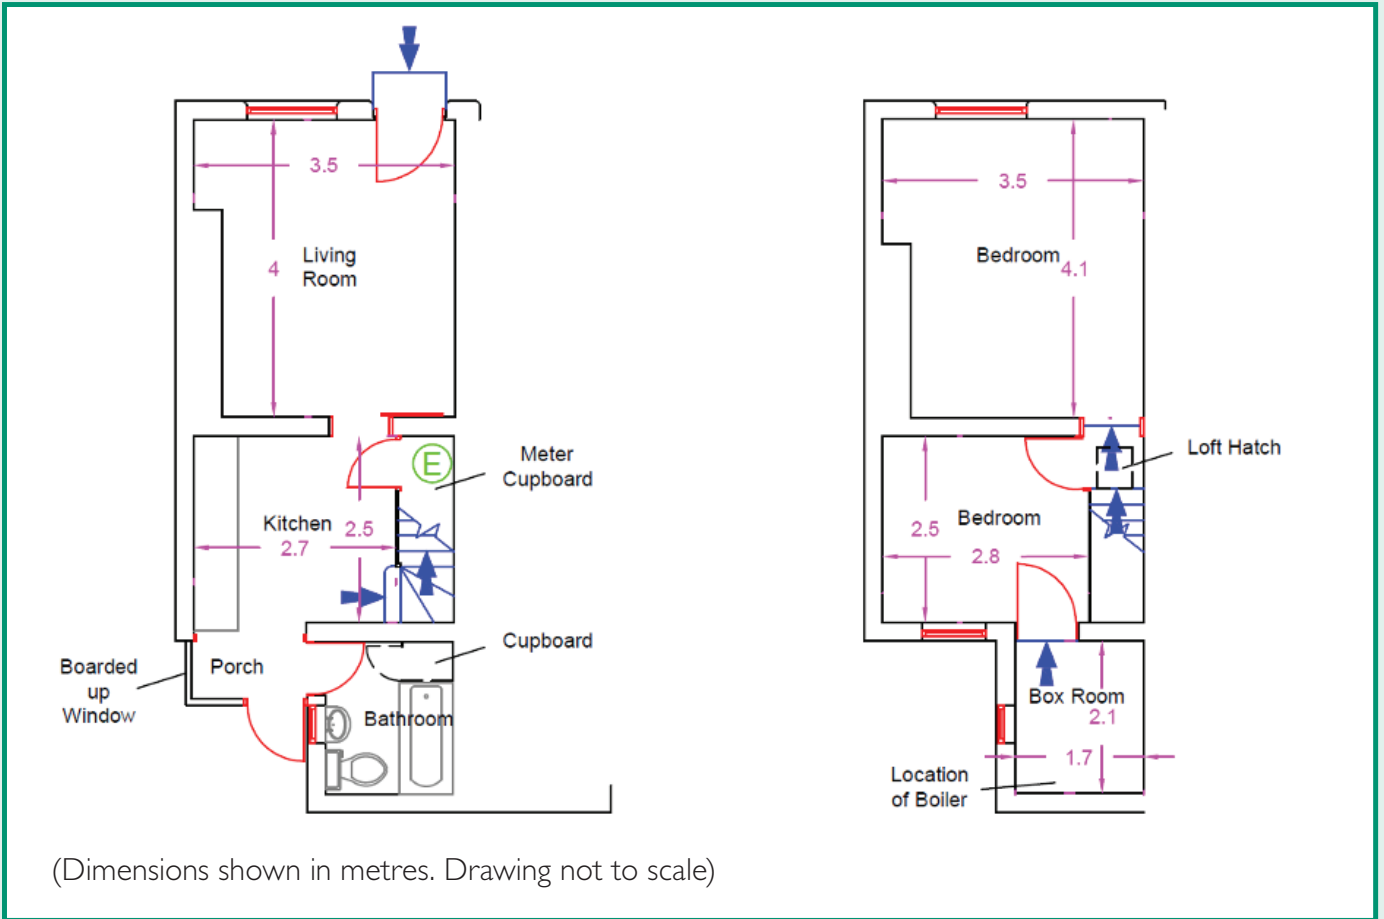 3.5
Living
Room
4
E
Meter
Cupboard
Kitchen
2.5
2.7
Cupboard
Boarded
up
Window
Porch
Bathroom
3.5
Bedroom
4.1
Loft Hatch
Bedroom
2.5
2.8
Box Room
2.1
1.7
Location
of Boiler
(Dimensions shown in metres. Drawing not to scale)